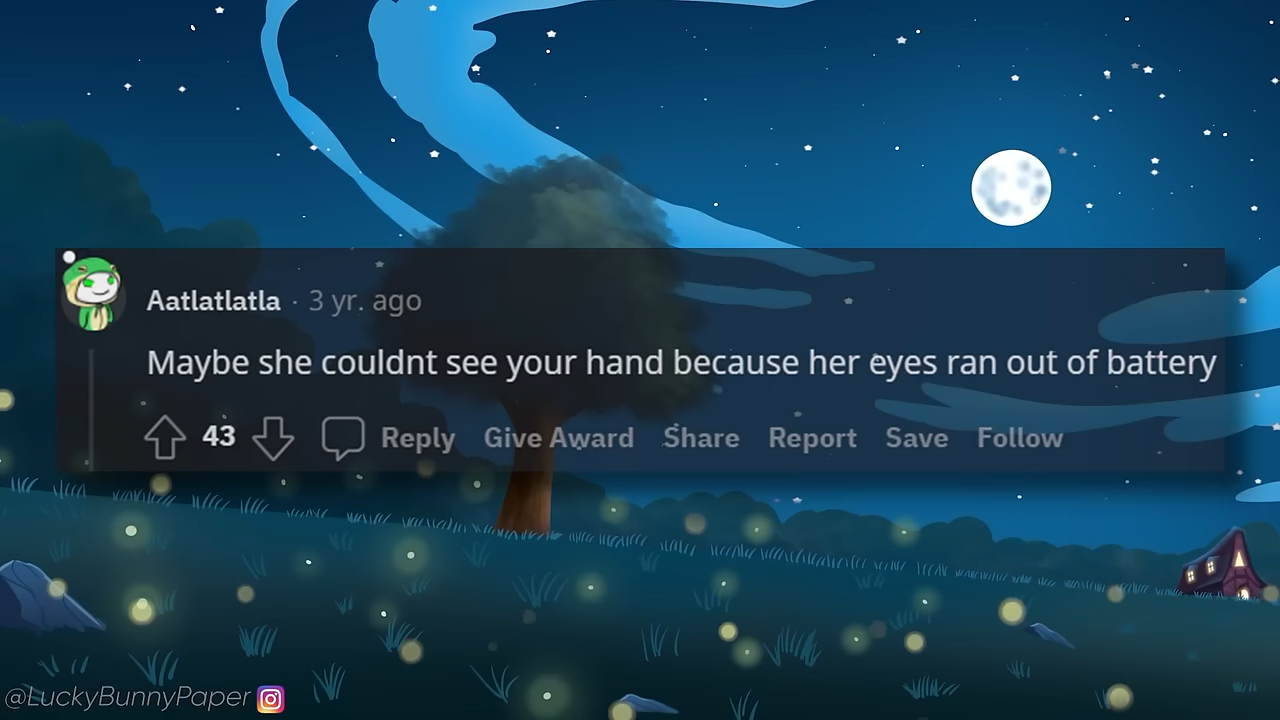 Aatlatlatla · 3 yr. ago
Maybe she couldnt see your hand because her eyes ran out of battery
43 Reply Give Award Share Report Save Follow
@LuckyBunnyPaper